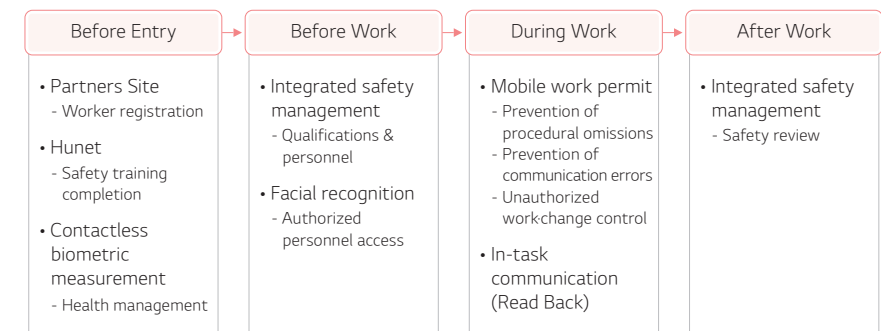 Before Entry
• Partners Site
- Worker registration
• Hunet
- Safety training
completion
• Contactless
biometric
measurement
- Health management
Before Work
• Integrated safety
management
- Qualifications &
personnel
• Facial recognition
- Authorized
personnel access
During Work
• Mobile work permit
- Prevention of
procedural omissions
- Prevention of
communication errors
- Unauthorized
work-change control
• In-task
communication
(Read Back)
After Work
• Integrated safety
management
- Safety review